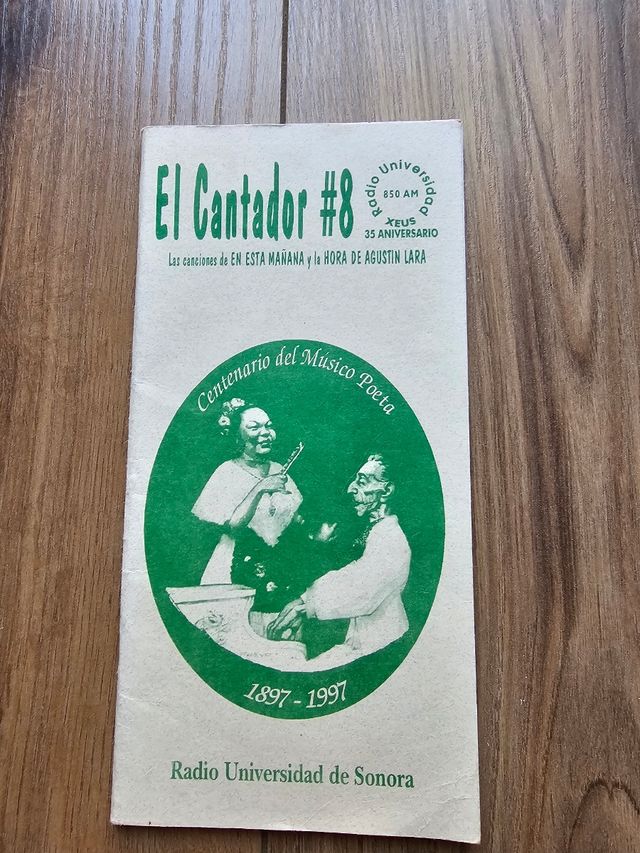 El Cantador #8
Radio Universidad
850 AM
XEUS
35 ANIVERSARIO
Las canciones de EN ESTA MAÑANA y la HORA DE AGUSTIN LARA
Centenario del Músico Poeta
1897 - 1997
Radio Universidad de Sonora